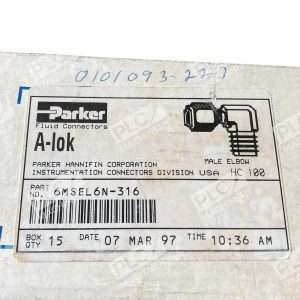 0101093-227
Parker
Fluid Connectors
A-lok
PARKER HANNIFIN CORPORATION
INSTRUMENTATION CONNECTORS DIVISION USA
MALE ELBOW
HC 100
PART NO. 6MSEL6N-316
BOX QTY 15 DATE 07 MAR 97 TIME 10:36 AM